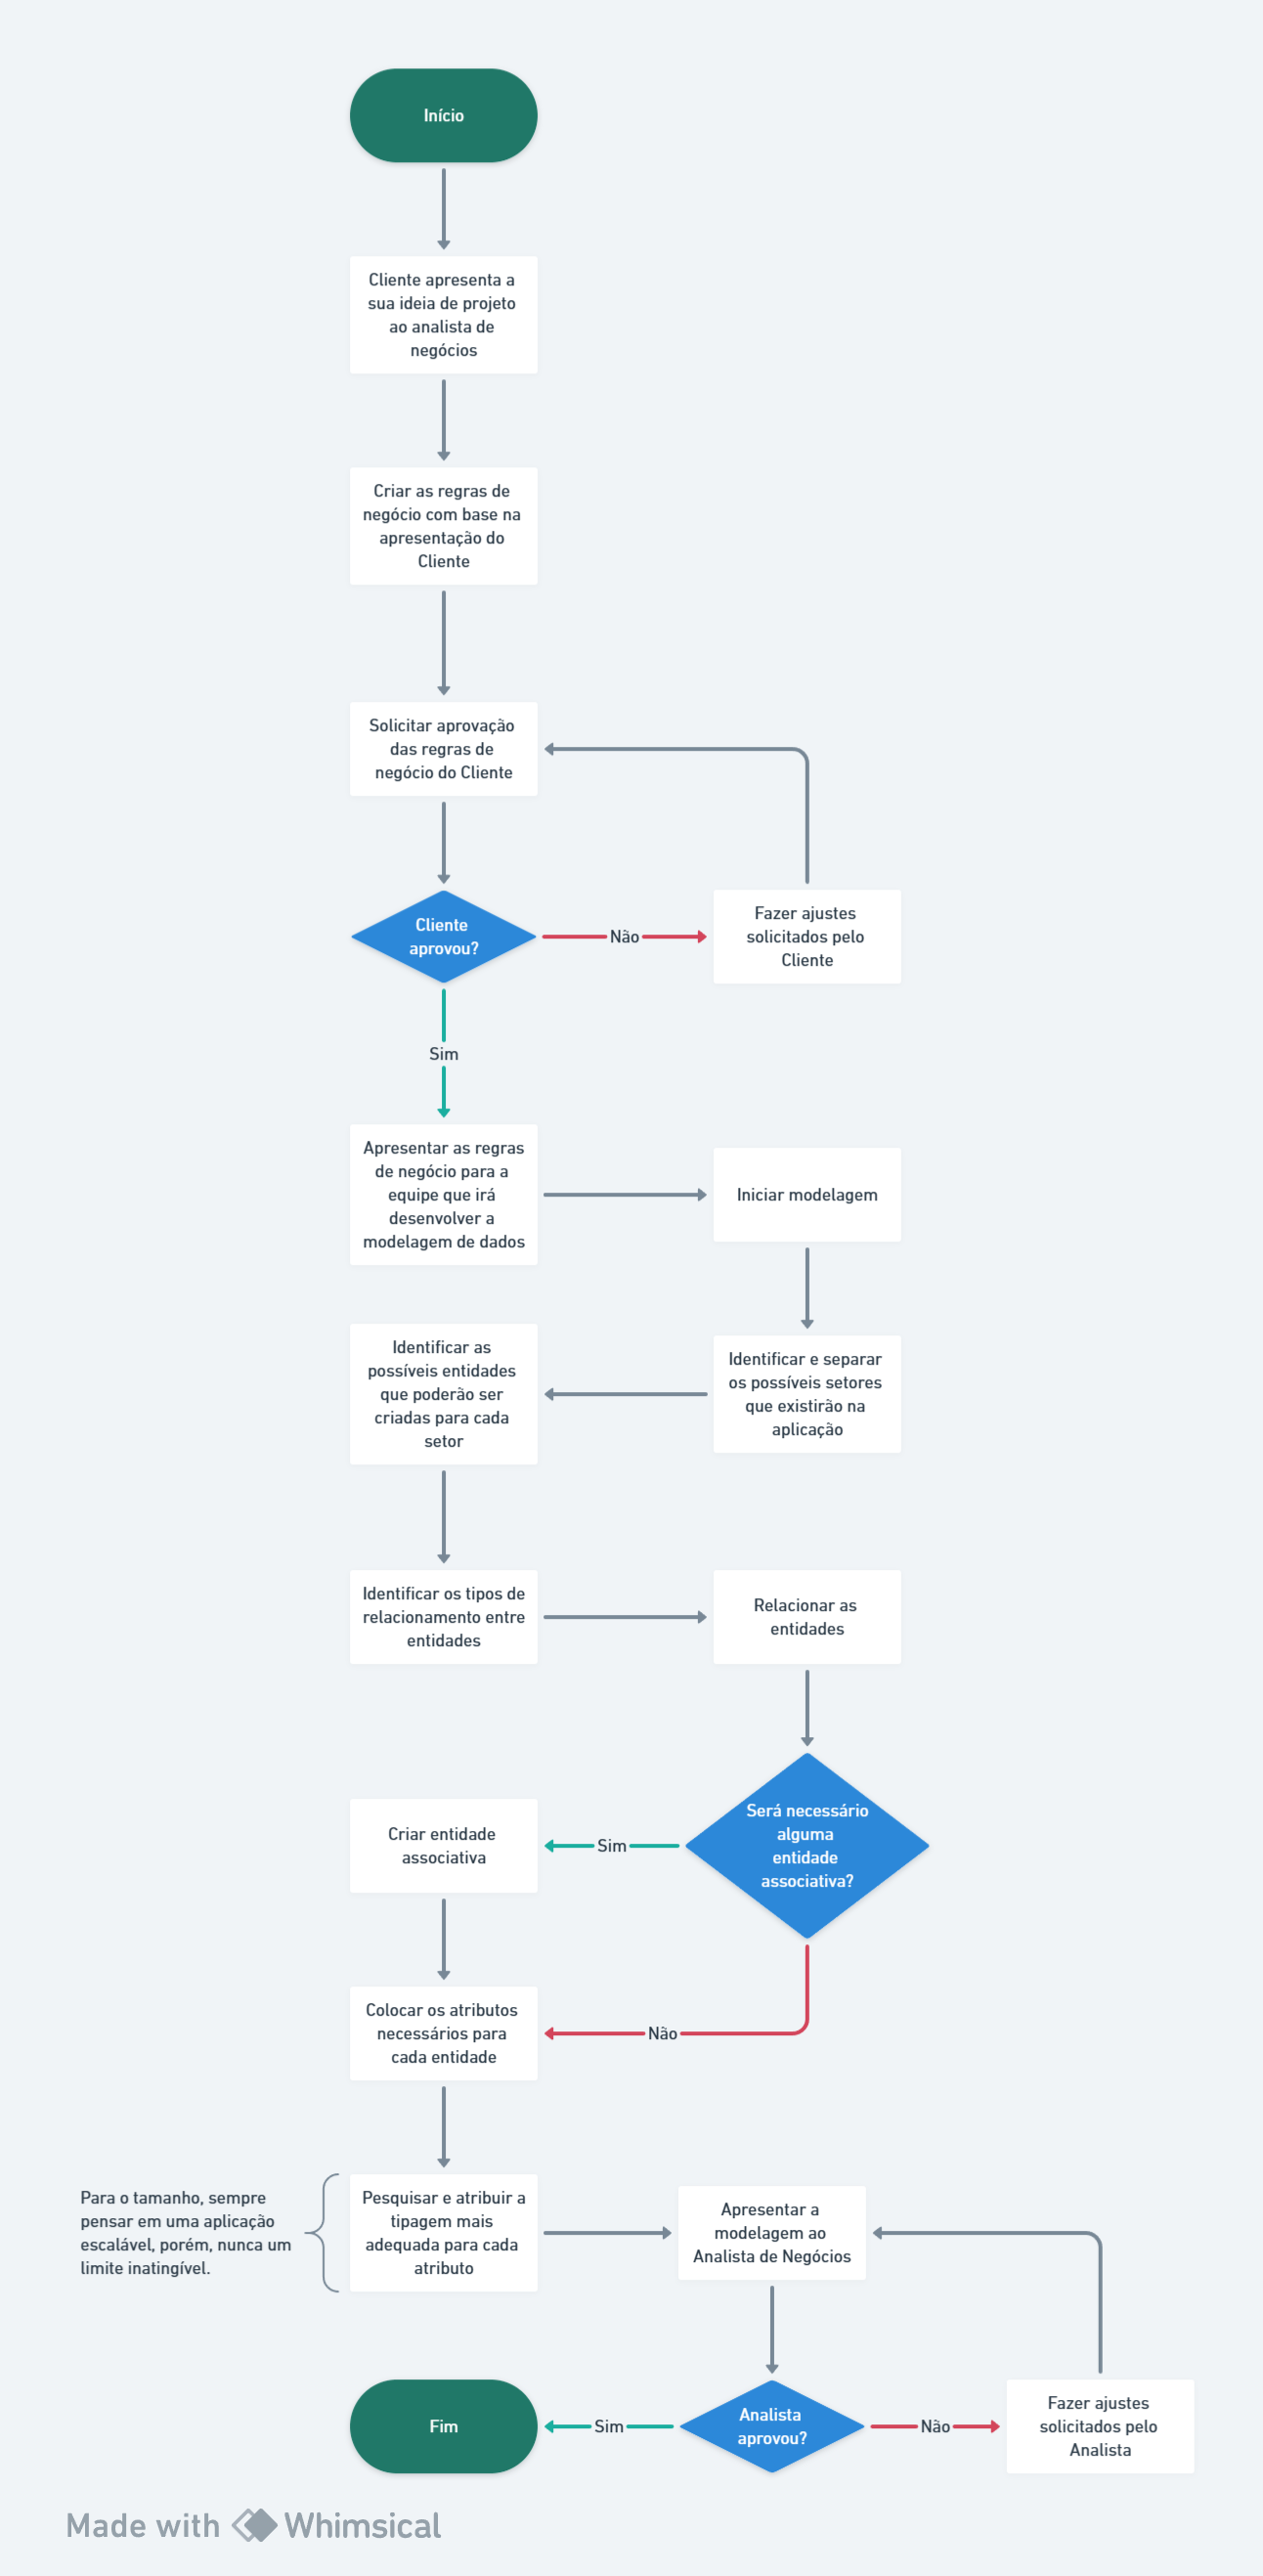 Início
Cliente apresenta a
sua ideia de projeto
ao analista de
negócios
Criar as regras de
negócio com base na
apresentação do
Cliente
Solicitar aprovação
das regras de
negócio do Cliente
Cliente
aprovou?
Não
Fazer ajustes
solicitados pelo
Cliente
Sim
Apresentar as regras
de negócio para a
equipe que irá
desenvolver a
modelagem de dados
Iniciar modelagem
Identificar e separar
os possíveis setores
que existirão na
aplicação
Identificar as
possíveis entidades
que poderão ser
criadas para cada
setor
Identificar os tipos de
relacionamento entre
entidades
Relacionar as
entidades
Será necessário
alguma
entidade
associativa?
Sim
Criar entidade
associativa
Não
Colocar os atributos
necessários para
cada entidade
Para o tamanho, sempre
pensar em uma aplicação
escalável, porém, nunca um
limite inatingível.
Pesquisar e atribuir a
tipagem mais
adequada para cada
atributo
Apresentar a
modelagem ao
Analista de Negócios
Analista
aprovou?
Não
Fazer ajustes
solicitados pelo
Analista
Sim
Fim
Made with Whimsical